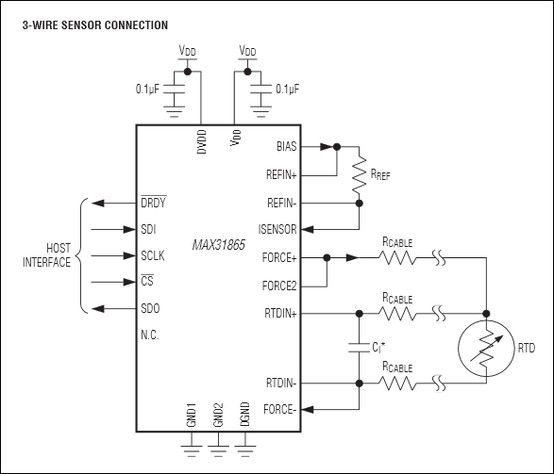 3-WIRE SENSOR CONNECTION
VDD
VDD
0.1µF
0.1µF
DVDD
VDD
BIAS
REFIN+
RREF
DRDY
REFIN-
SDI
ISENSOR
MAX31865
HOST
INTERFACE
SCLK
FORCE+
RCABLE
CS
FORCE2
SDO
RTDIN+
RCABLE
N.C.
CI*
RTD
RCABLE
RTDIN-
FORCE-
GND1
GND2
DGND